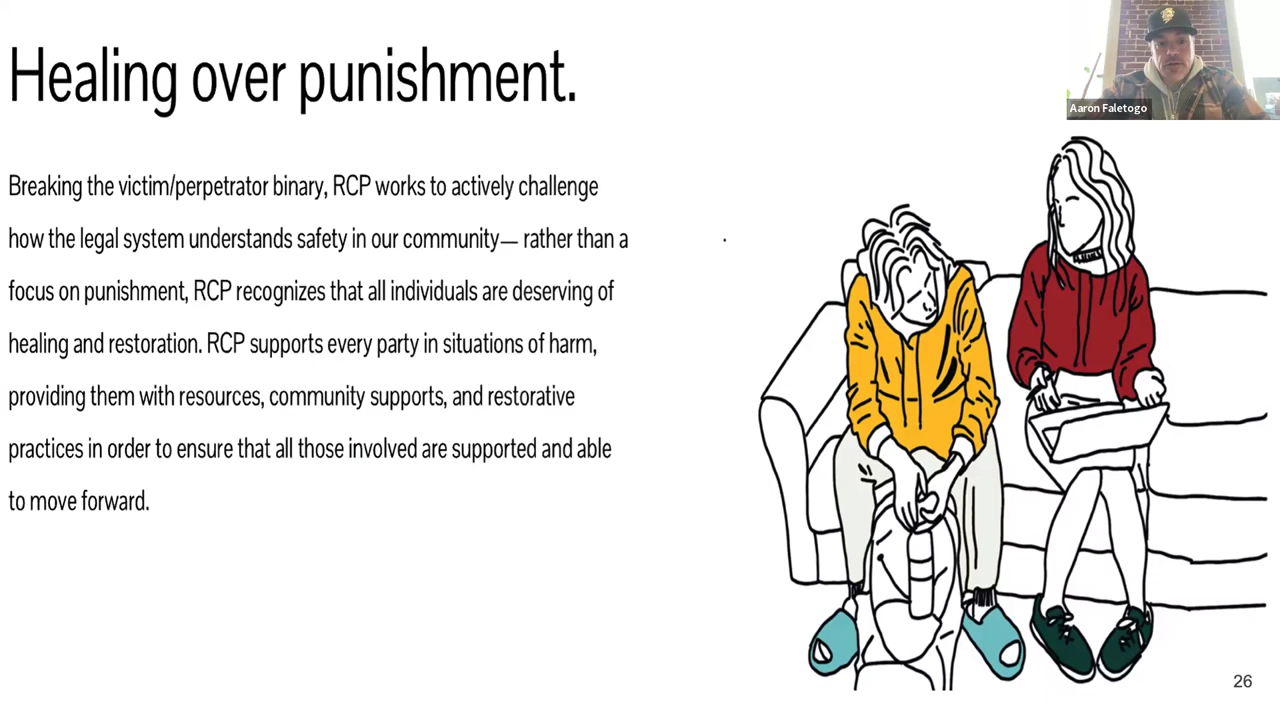 Healing over punishment.
Aaron Faletogo
Breaking the victim/perpetrator binary, RCP works to actively challenge
how the legal system understands safety in our community— rather than a
focus on punishment, RCP recognizes that all individuals are deserving of
healing and restoration. RCP supports every party in situations of harm,
providing them with resources, community supports, and restorative
practices in order to ensure that all those involved are supported and able
to move forward.
26